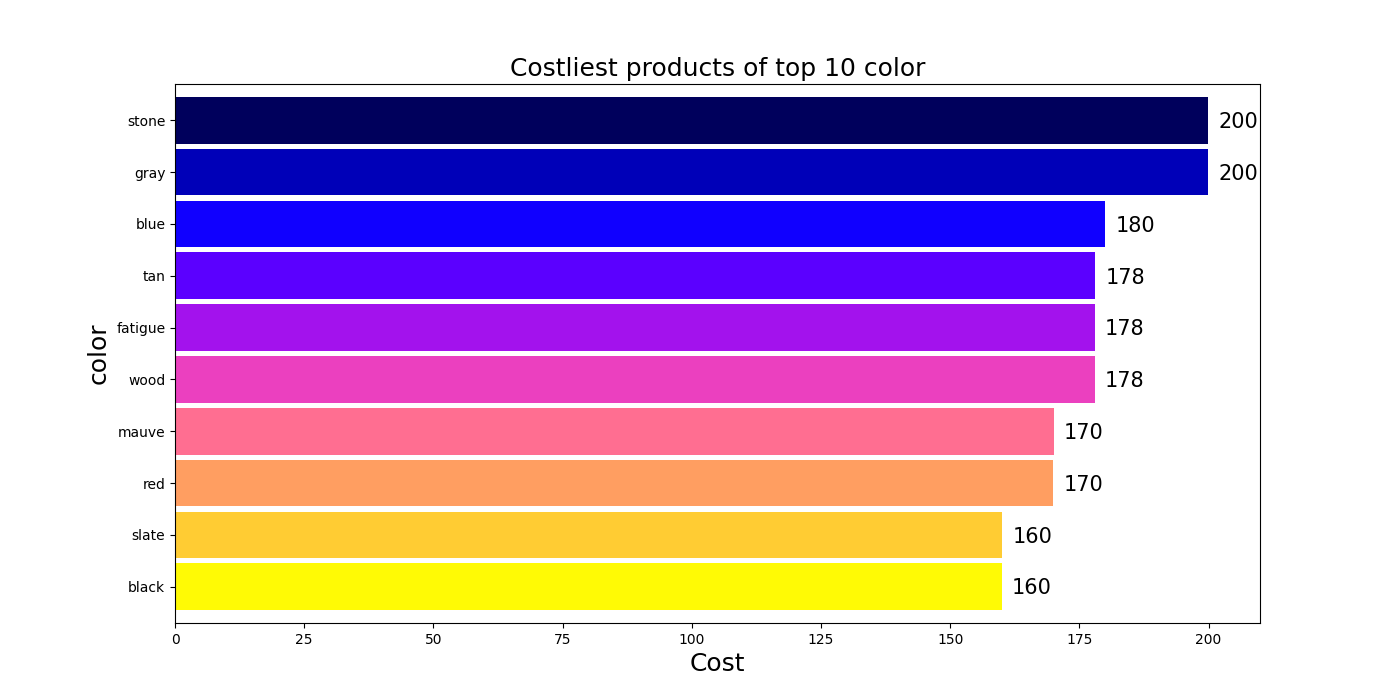 Costliest products of top 10 color
stone 200
gray 200
blue 180
tan 178
fatigue 178
wood 178
mauve 170
red 170
slate 160
black 160
color
0 25 50 75 100 125 150 175 200
Cost